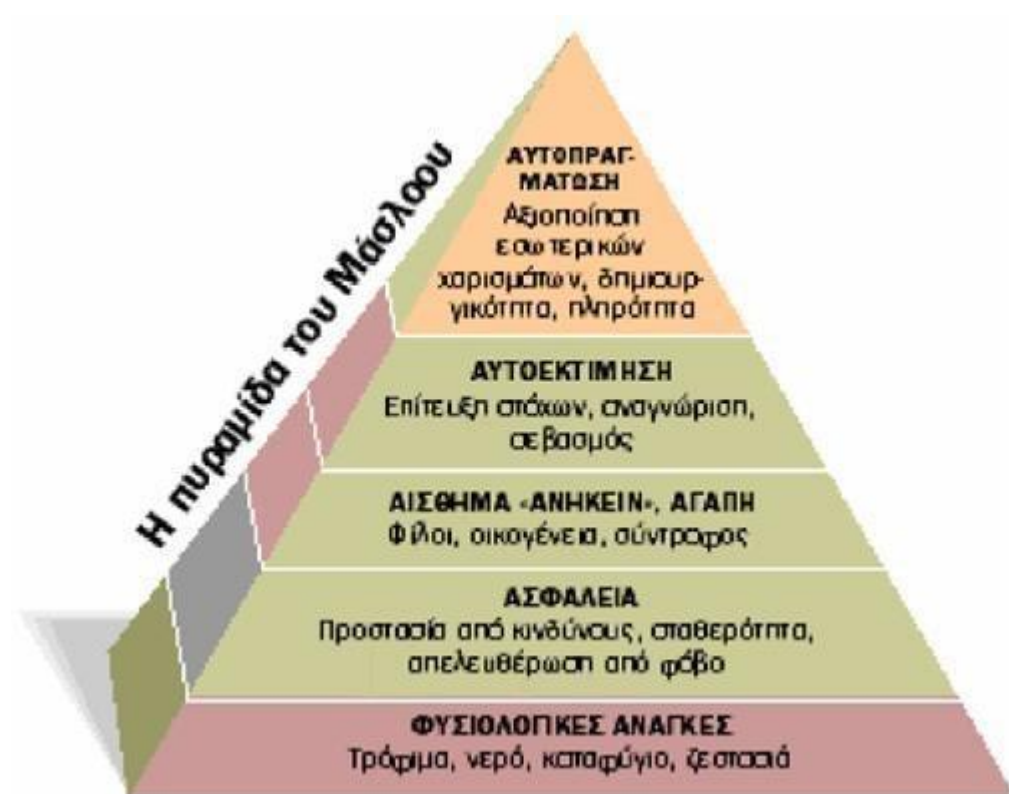 Η πυραμίδα του Μάσλοου
ΑΥΤΟΠΡΑΓ-
ΜΑΤΩΣΗ
Αξιοποίηση
εσωτερικών
χαρισμάτων, δημιουρ-
γικότητα, πληρότητα
ΑΥΤΟΕΚΤΙΜΗΣΗ
Επίτευξη στόχων, αναγνώριση,
σεβασμός
ΑΙΣΘΗΜΑ «ΑΝΗΚΕΙΝ», ΑΓΑΠΗ
Φίλοι, οικογένεια, σύντροφος
ΑΣΦΑΛΕΙΑ
Προστασία από κινδύνους, σταθερότητα,
απελευθέρωση από φόβο
ΦΥΣΙΟΛΟΓΙΚΕΣ ΑΝΑΓΚΕΣ
Τρόφιμα, νερό, καταφύγιο, ζεστασιά